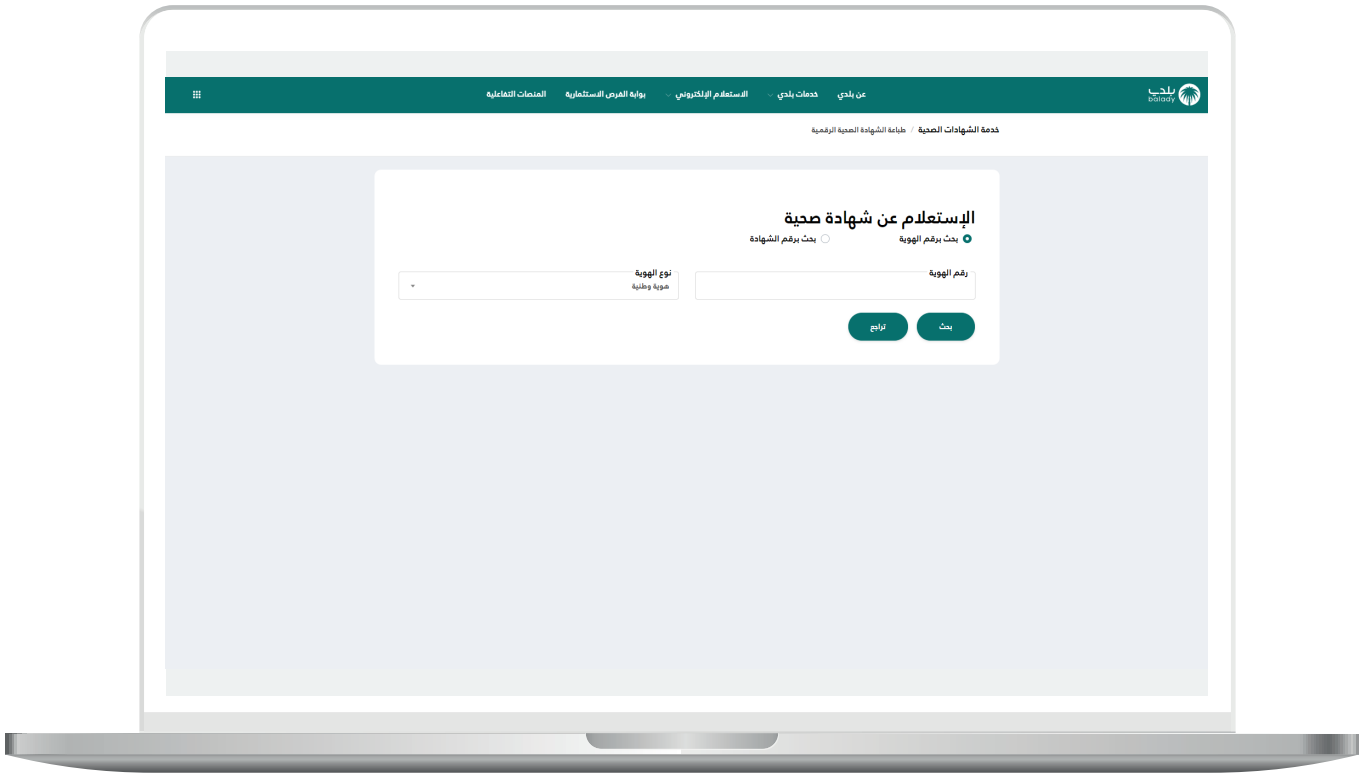 بلدي
balady
عن بلدي
خدمات بلدي
الاستعلام الإلكتروني
بوابة الفرص الاستثمارية
المنصات التفاعلية
خدمة الشهادات الصحية / طباعة الشهادة الصحية الرقمية
الإستعلام عن شهادة صحية
بحث برقم الهوية
بحث برقم الشهادة
رقم الهوية
نوع الهوية
هوية وطنية
بحث
تراجع